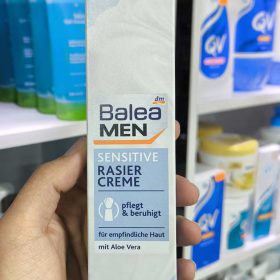 dm
Balea
MEN
SENSITIVE
RASIER
CREME
pflegt
& beruhigt
für empfindliche Haut
mit Aloe Vera
QV
QV